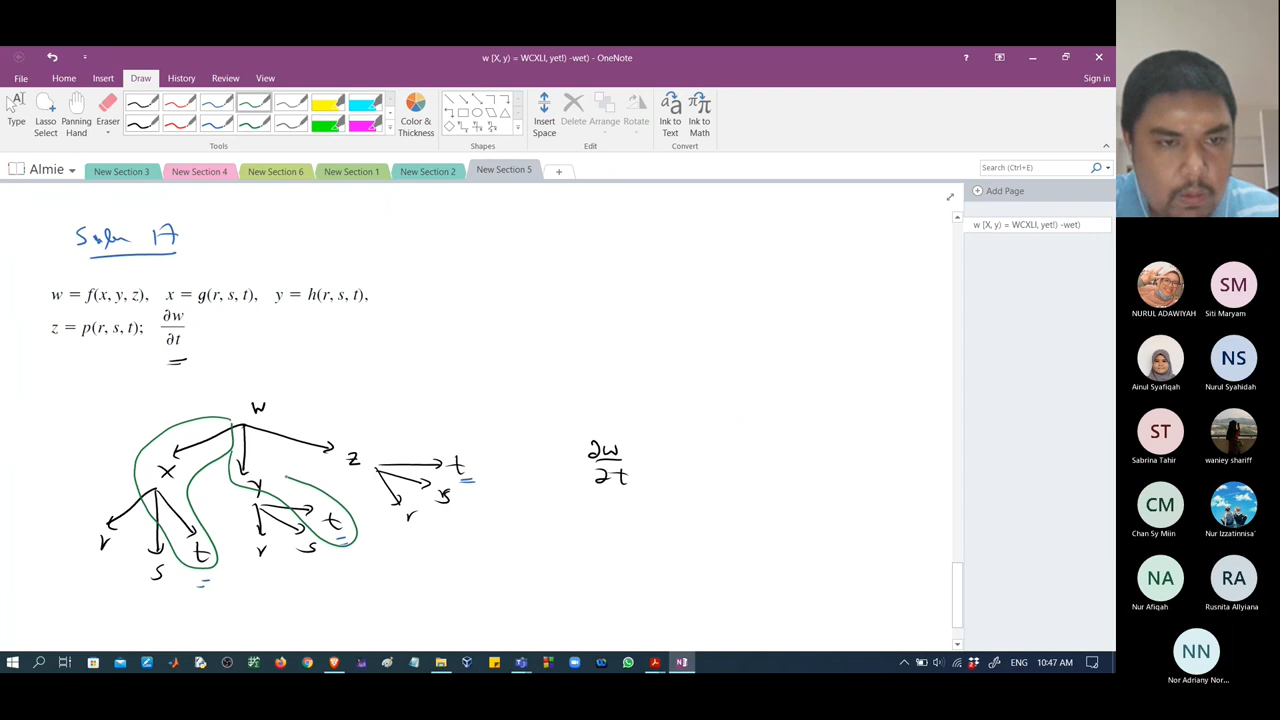 w [X, y) = WCXLI, yet!) -wet) - OneNote
?
File Home Insert Draw History Review View
Sign in
Type
Lasso Select
Panning Hand
Eraser
Color & Thickness
Insert Space
Delete
Arrange
Rotate
Ink to Text
Ink to Math
Tools
Shapes
Edit
Convert
Almie
New Section 3
New Section 4
New Section 6
New Section 1
New Section 2
New Section 5
Search (Ctrl+E)
Add Page
w [X, y) = WCXLI, yet!) -wet)
17
w = f(x, y, z), x = g(r, s, t), y = h(r, s, t),
z = p(r, s, t); ∂w/∂t
w
x y z
r s t
r s t
r s t
∂w
∂t
NURUL ADAWIYAH
SM
Siti Maryam
Ainul Syafiqah
NS
Nurul Syahidah
ST
Sabrina Tahir
waniey shariff
CM
Chan Sy Miin
Nur Izzatinnisa'
NA
Nur Afiqah
RA
Rusnita Allyiana
NN
Nor Adriany Nor...
ENG
10:47 AM